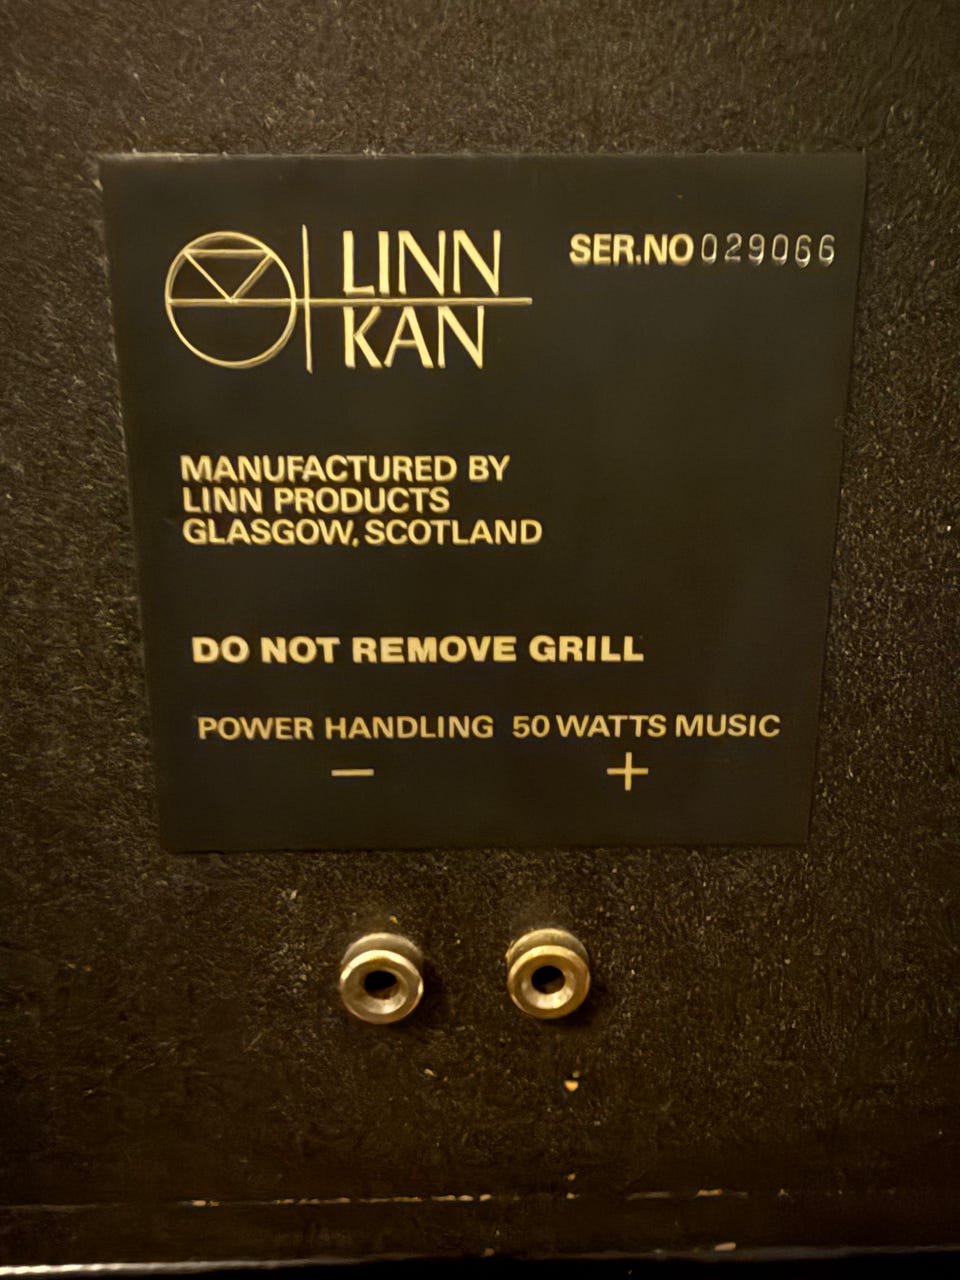 LINN
KAN
SER.NO 029066
MANUFACTURED BY
LINN PRODUCTS
GLASGOW, SCOTLAND
DO NOT REMOVE GRILL
POWER HANDLING 50 WATTS MUSIC
− +